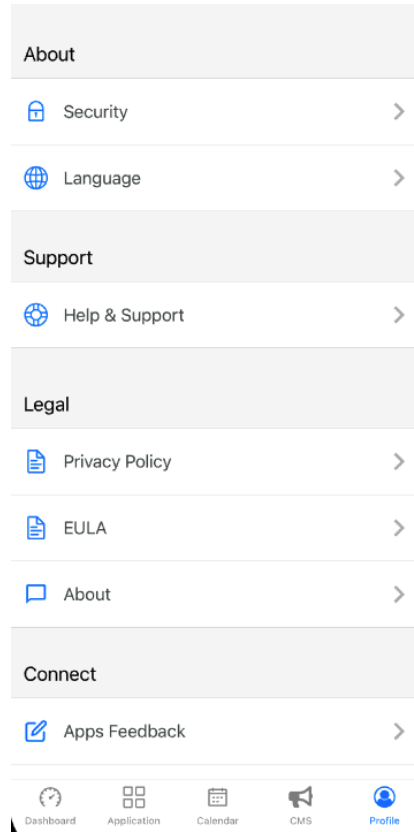 About
Security
Language
Support
Help & Support
Legal
Privacy Policy
EULA
About
Connect
Apps Feedback
Dashboard Application Calendar CMS Profile